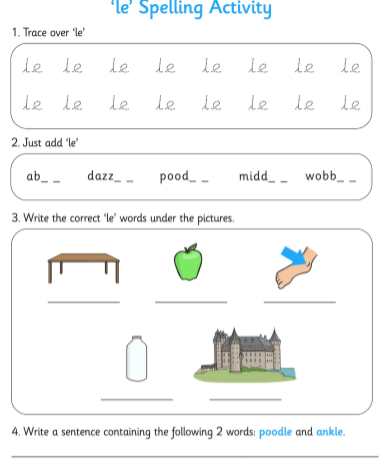 'le' Spelling Activity
1. Trace over 'le'
le le le le le le le le
le le le le le le le le
2. Just add 'le'
ab_ _ dazz_ _ pood_ _ midd_ _ wobb_ _
3. Write the correct 'le' words under the pictures.
4. Write a sentence containing the following 2 words: poodle and ankle.